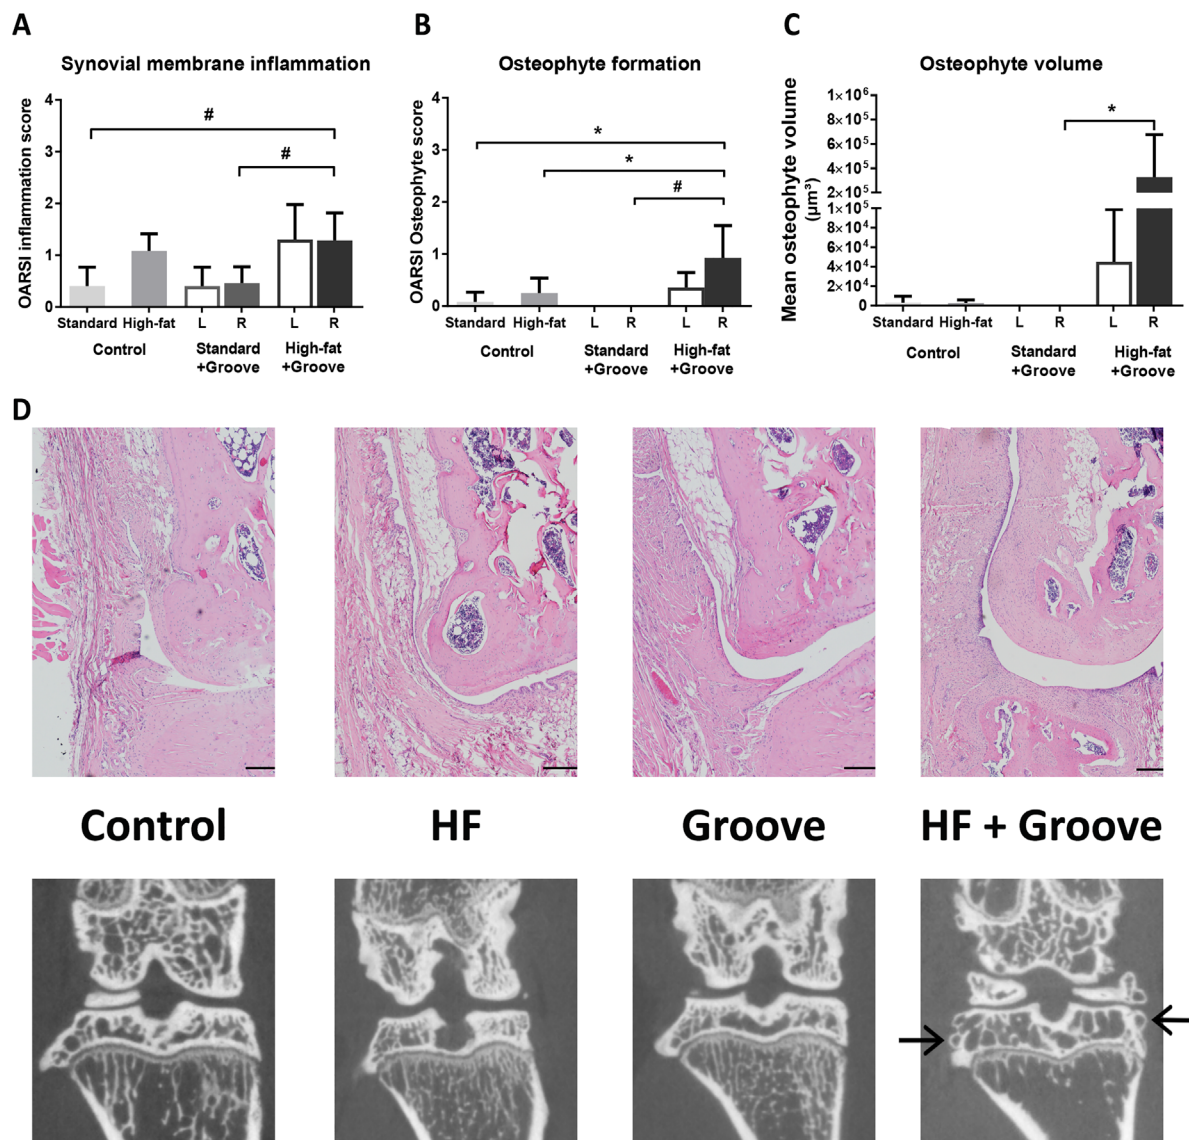 A
B
C
Synovial membrane inflammation
Osteophyte formation
Osteophyte volume
OARSI inflammation score
4
3
2
1
0
#
#
Standard High-fat L R L R
Control
Standard
+Groove
High-fat
+Groove
OARSI Osteophyte score
4
3
2
1
0
*
*
#
Standard High-fat L R L R
Control
Standard
+Groove
High-fat
+Groove
Mean osteophyte volume
(µm³)
1×10⁶
8×10⁵
6×10⁵
4×10⁵
2×10⁵
1×10⁵
8×10⁴
6×10⁴
4×10⁴
2×10⁴
0
*
Standard High-fat L R L R
Control
Standard
+Groove
High-fat
+Groove
D
Control
HF
Groove
HF + Groove